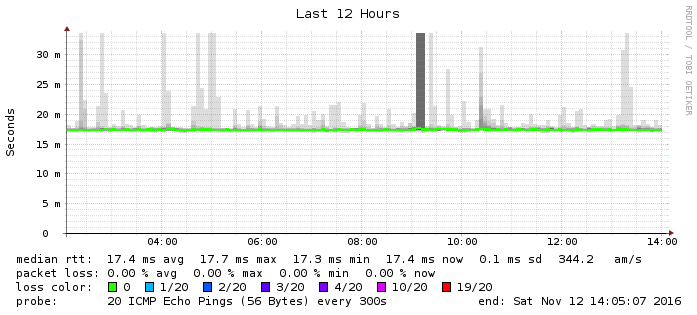 Last 12 Hours
RRDTOOL / TOBI OETIKER
Seconds
30 m
25 m
20 m
15 m
10 m
5 m
0
04:00 06:00 08:00 10:00 12:00 14:00
median rtt: 17.4 ms avg 17.7 ms max 17.3 ms min 17.4 ms now 0.1 ms sd 344.2 am/s
packet loss: 0.00 % avg 0.00 % max 0.00 % min 0.00 % now
loss color: 0 1/20 2/20 3/20 4/20 10/20 19/20
probe: 20 ICMP Echo Pings (56 Bytes) every 300s end: Sat Nov 12 14:05:07 2016